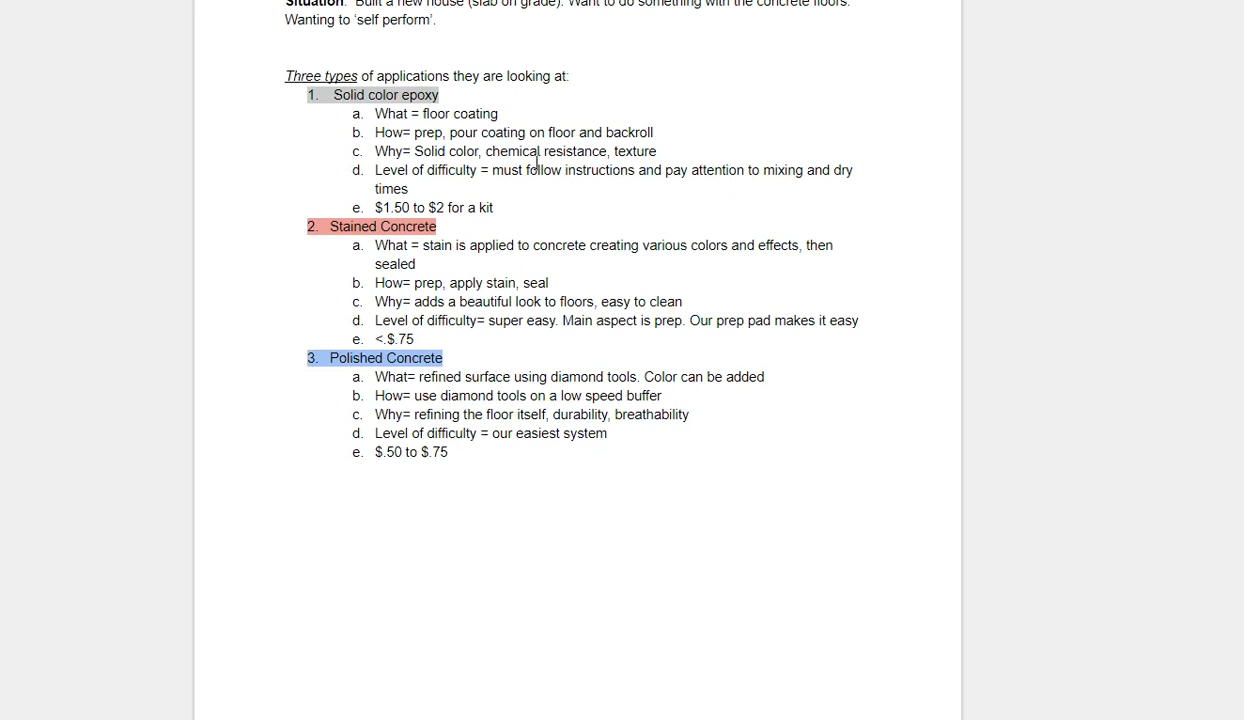 Situation: Built a new house (slab on grade). Want to do something with the concrete floors.
Wanting to 'self perform'.
Three types of applications they are looking at:
1. Solid color epoxy
a. What = floor coating
b. How= prep, pour coating on floor and backroll
c. Why= Solid color, chemical resistance, texture
d. Level of difficulty = must follow instructions and pay attention to mixing and dry
times
e. $1.50 to $2 for a kit
2. Stained Concrete
a. What = stain is applied to concrete creating various colors and effects, then
sealed
b. How= prep, apply stain, seal
c. Why= adds a beautiful look to floors, easy to clean
d. Level of difficulty= super easy. Main aspect is prep. Our prep pad makes it easy
e. <.$.75
3. Polished Concrete
a. What= refined surface using diamond tools. Color can be added
b. How= use diamond tools on a low speed buffer
c. Why= refining the floor itself, durability, breathability
d. Level of difficulty = our easiest system
e. $.50 to $.75